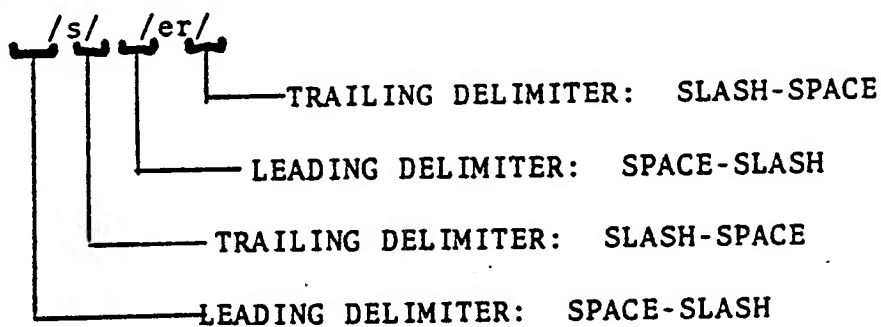 /s/ /er/
TRAILING DELIMITER: SLASH-SPACE
LEADING DELIMITER: SPACE-SLASH
TRAILING DELIMITER: SLASH-SPACE
LEADING DELIMITER: SPACE-SLASH